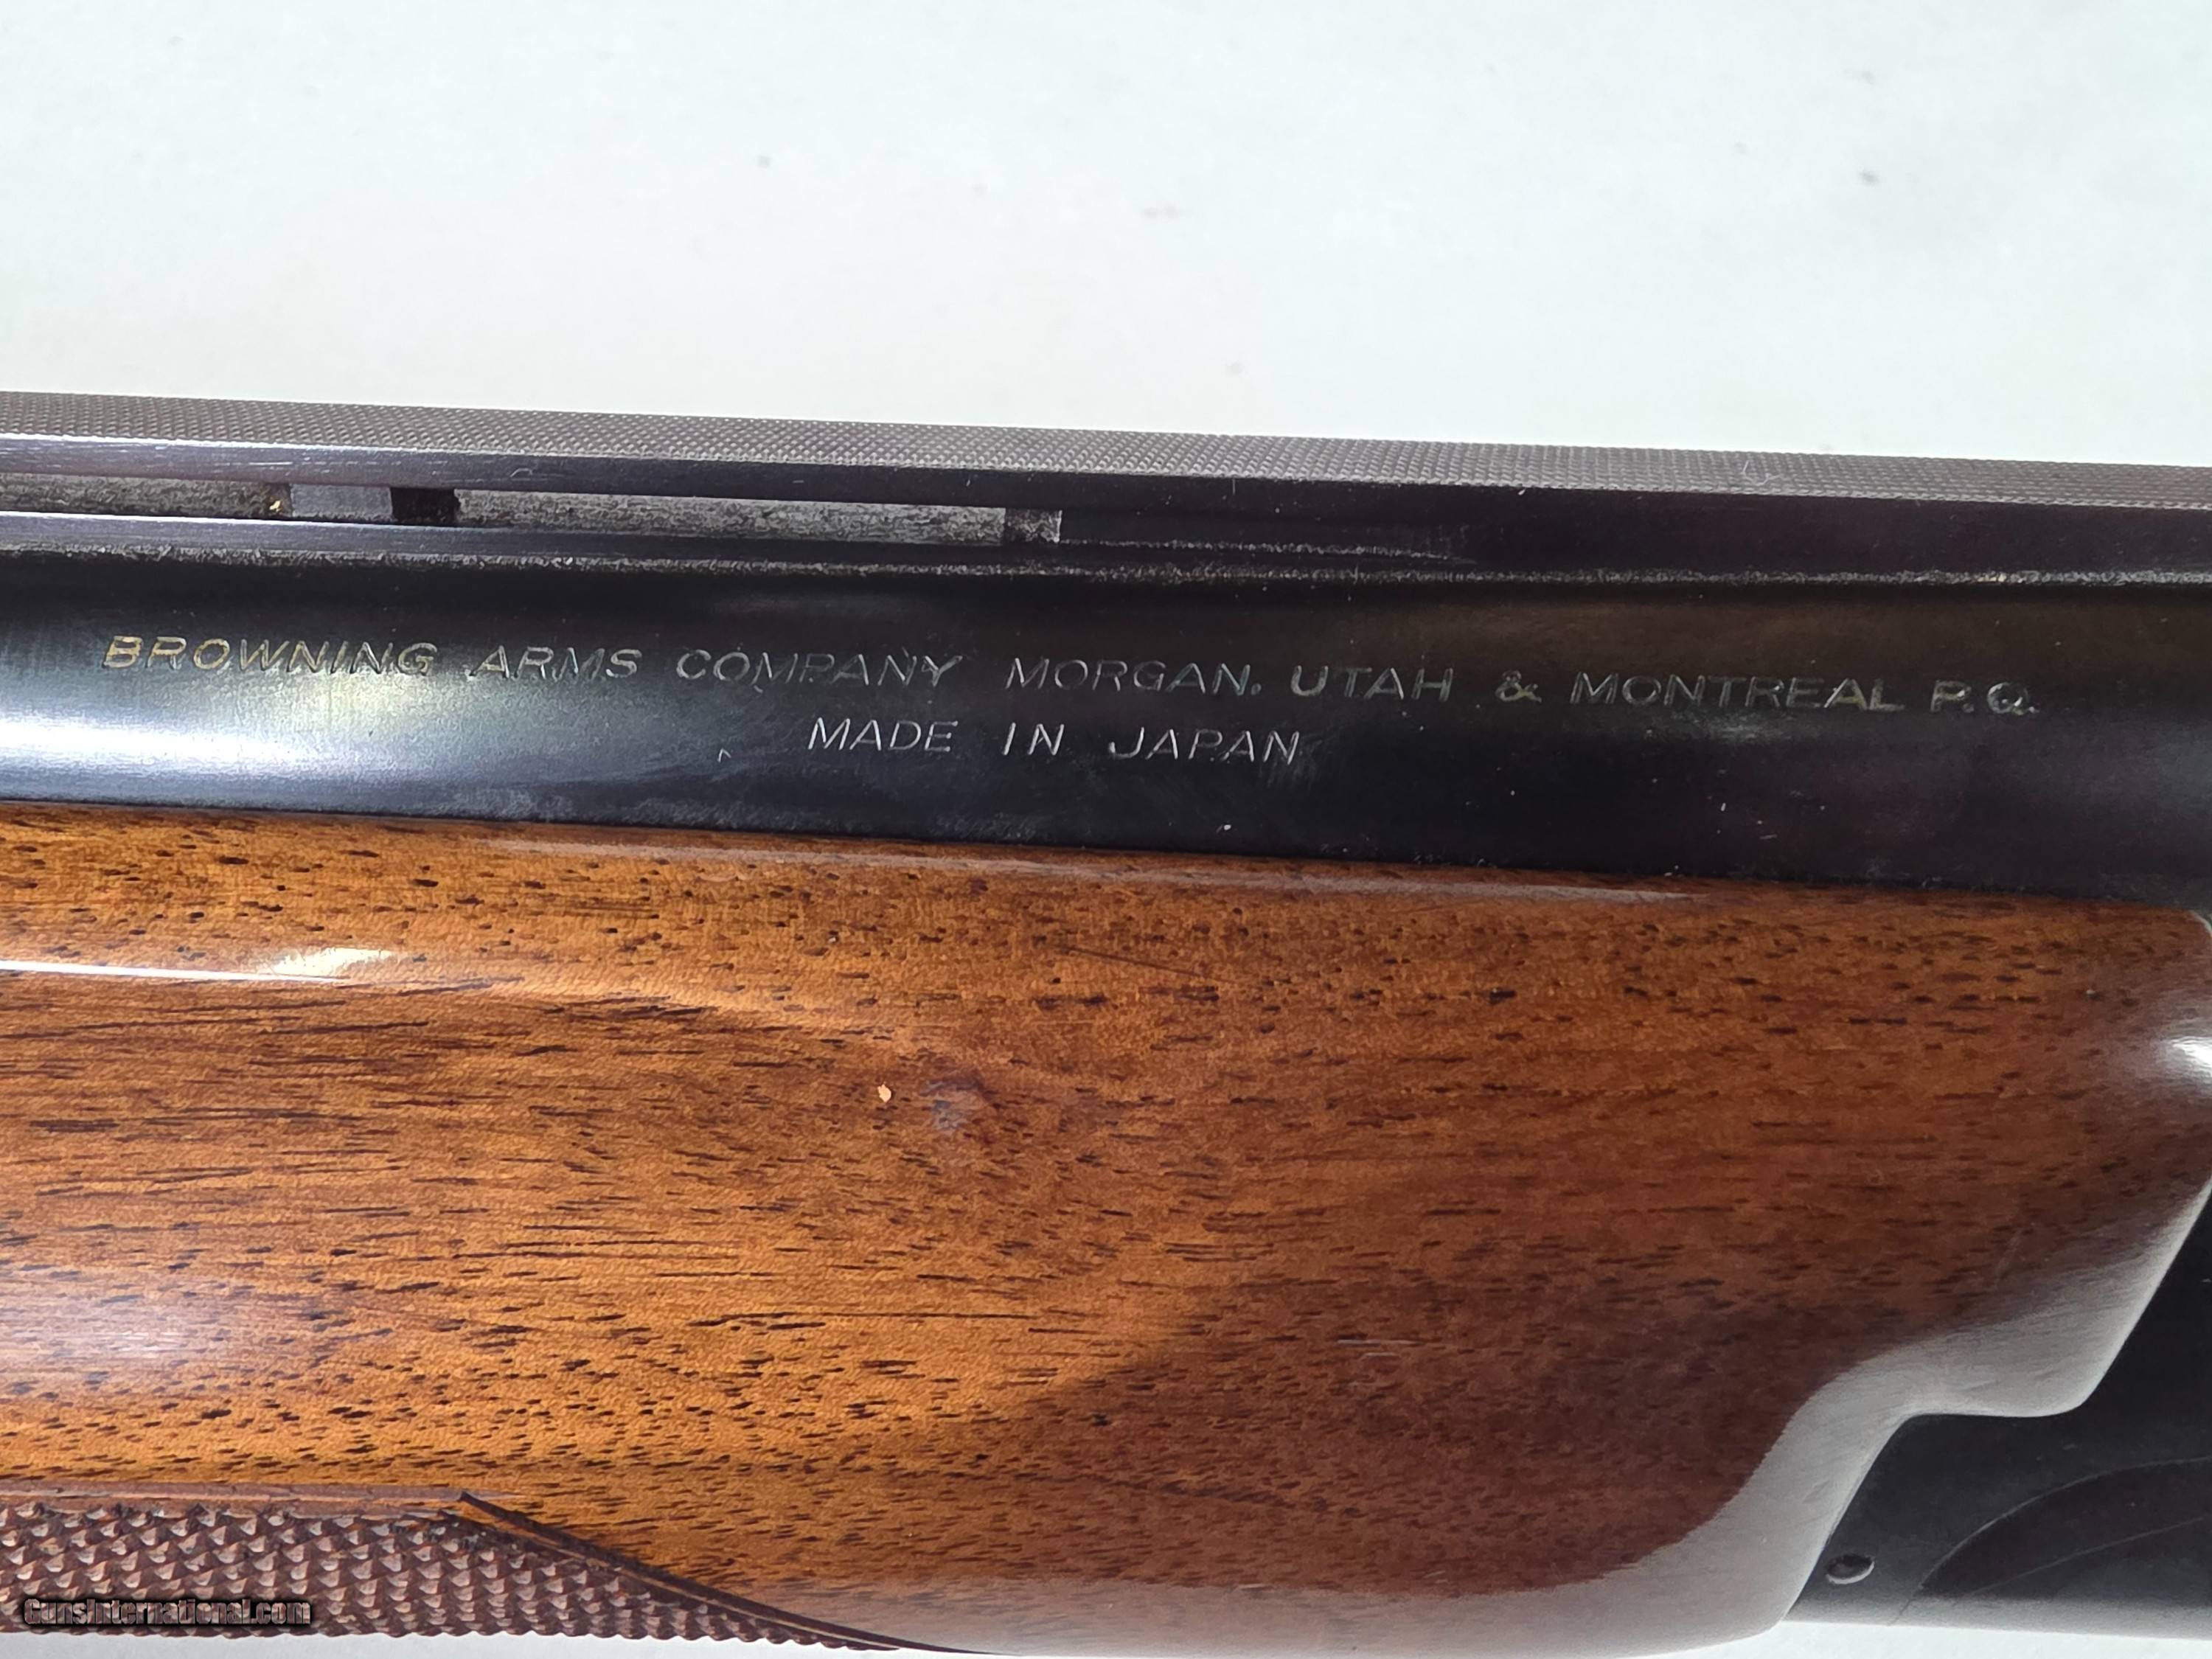 BROWNING ARMS COMPANY MORGAN. UTAH & MONTREAL P.Q.
MADE IN JAPAN
GunsInternational.com